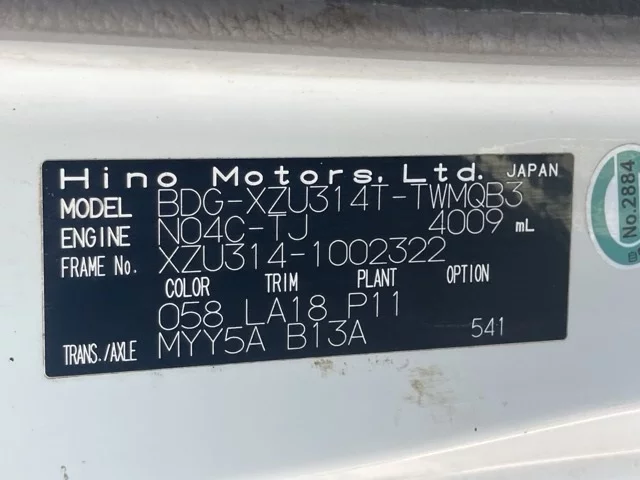 Hino Motors, Ltd. JAPAN
MODEL BDG-XZU314T-TWMQB3
ENGINE N04C-TJ 4009 mL
FRAME No. XZU314-1002322
COLOR TRIM PLANT OPTION
058 LA18 P11
TRANS./AXLE MYY5A B13A 541
No.2884